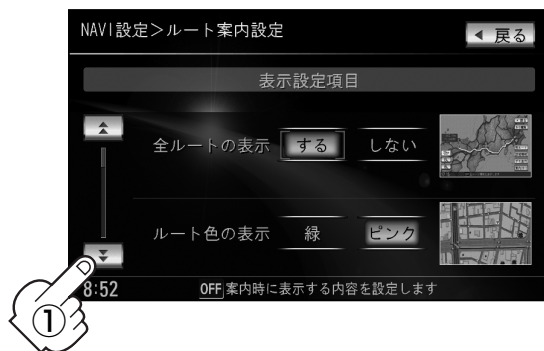 NAVI設定＞ルート案内設定
戻る
表示設定項目
全ルートの表示 する しない
ルート色の表示 緑 ピンク
8:52 OFF 案内時に表示する内容を設定します
①